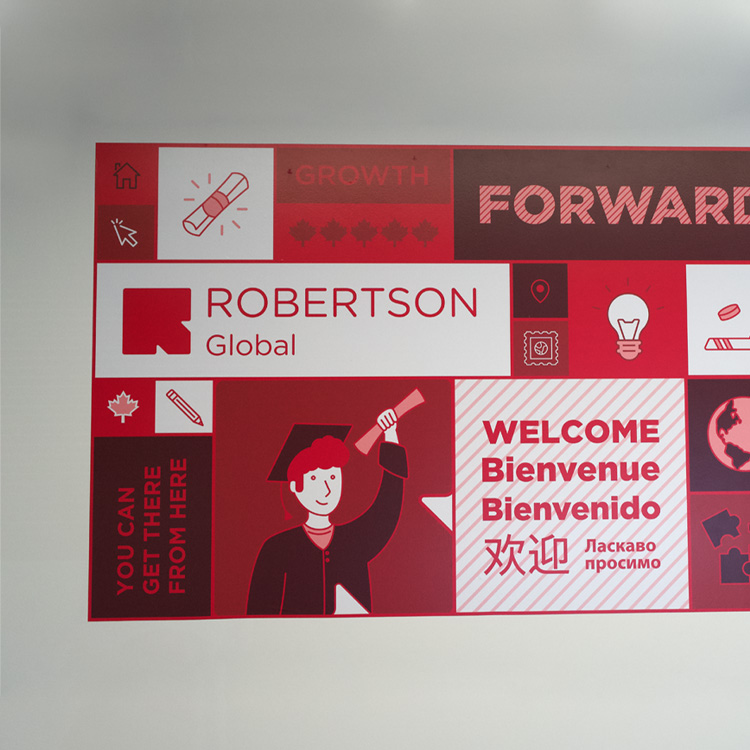 GROWTH
FORWARD
ROBERTSON
Global
YOU CAN
GET THERE
FROM HERE
WELCOME
Bienvenue
Bienvenido
欢迎
Ласкаво
просимо